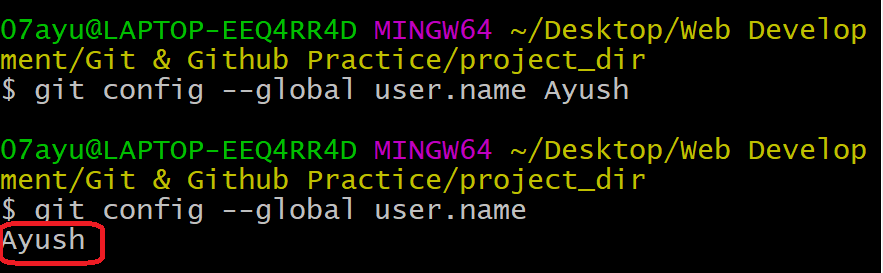 07ayu@LAPTOP-EEQ4RR4D MINGW64 ~/Desktop/Web Develop
ment/Git & Github Practice/project_dir
$ git config --global user.name Ayush
07ayu@LAPTOP-EEQ4RR4D MINGW64 ~/Desktop/Web Develop
ment/Git & Github Practice/project_dir
$ git config --global user.name
Ayush